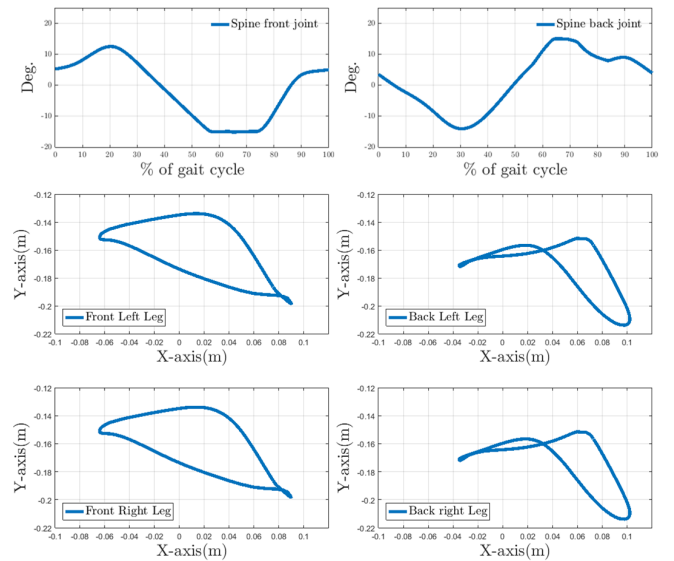 Spine front joint
Deg.
20
10
0
-10
-20
0 10 20 30 40 50 60 70 80 90 100
% of gait cycle
Spine back joint
Deg.
20
10
0
-10
-20
0 10 20 30 40 50 60 70 80 90 100
% of gait cycle
-0.12
-0.14
-0.16
-0.18
-0.2
-0.22
Y-axis(m)
Front Left Leg
-0.1 -0.08 -0.06 -0.04 -0.02 0 0.02 0.04 0.06 0.08 0.1
X-axis(m)
-0.12
-0.14
-0.16
-0.18
-0.2
-0.22
Y-axis(m)
Back Left Leg
-0.1 -0.08 -0.06 -0.04 -0.02 0 0.02 0.04 0.06 0.08 0.1
X-axis(m)
-0.12
-0.14
-0.16
-0.18
-0.2
-0.22
Y-axis(m)
Front Right Leg
-0.1 -0.08 -0.06 -0.04 -0.02 0 0.02 0.04 0.06 0.08 0.1
X-axis(m)
-0.12
-0.14
-0.16
-0.18
-0.2
-0.22
Y-axis(m)
Back right Leg
-0.1 -0.08 -0.06 -0.04 -0.02 0 0.02 0.04 0.06 0.08 0.1
X-axis(m)